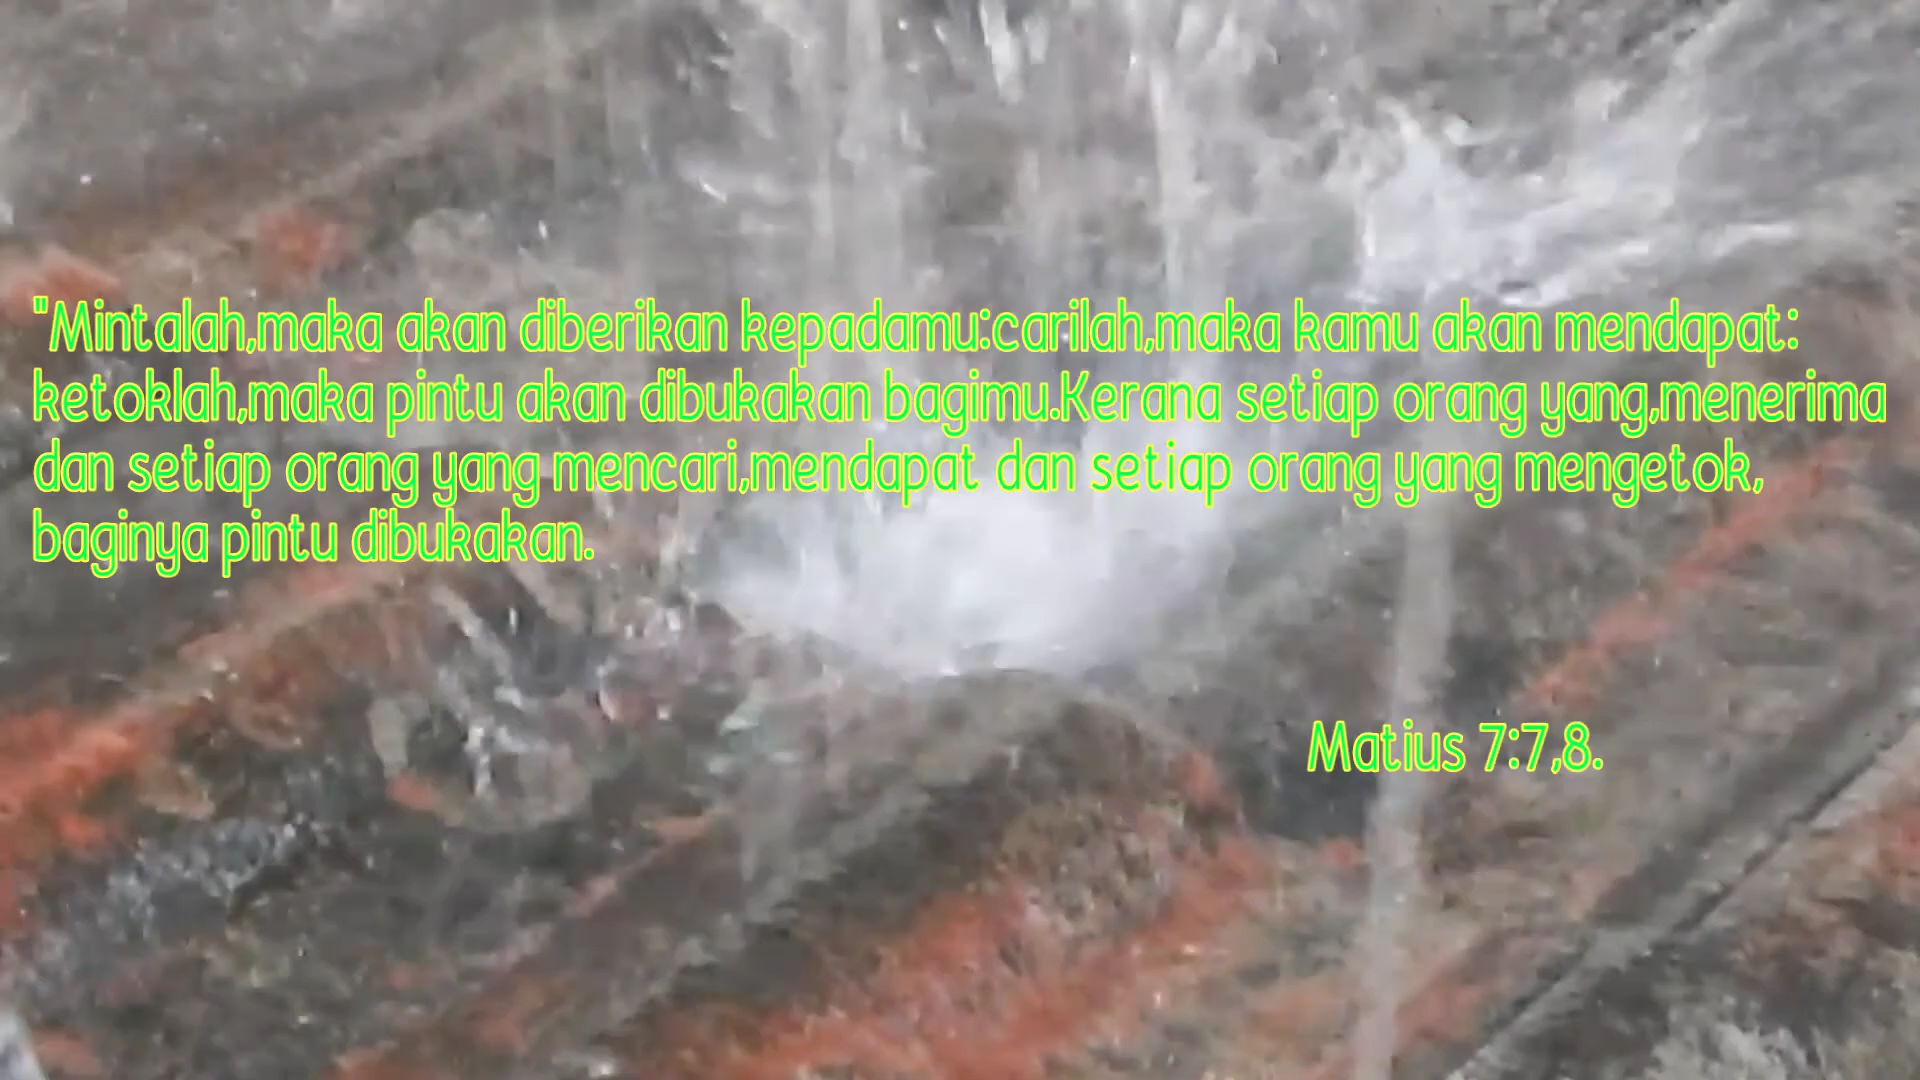 "Mintalah,maka akan diberikan kepadamu:carilah,maka kamu akan mendapat:
ketoklah,maka pintu akan dibukakan bagimu.Kerana setiap orang yang,menerima
dan setiap orang yang mencari,mendapat dan setiap orang yang mengetok,
baginya pintu dibukakan.
Matius 7:7,8.